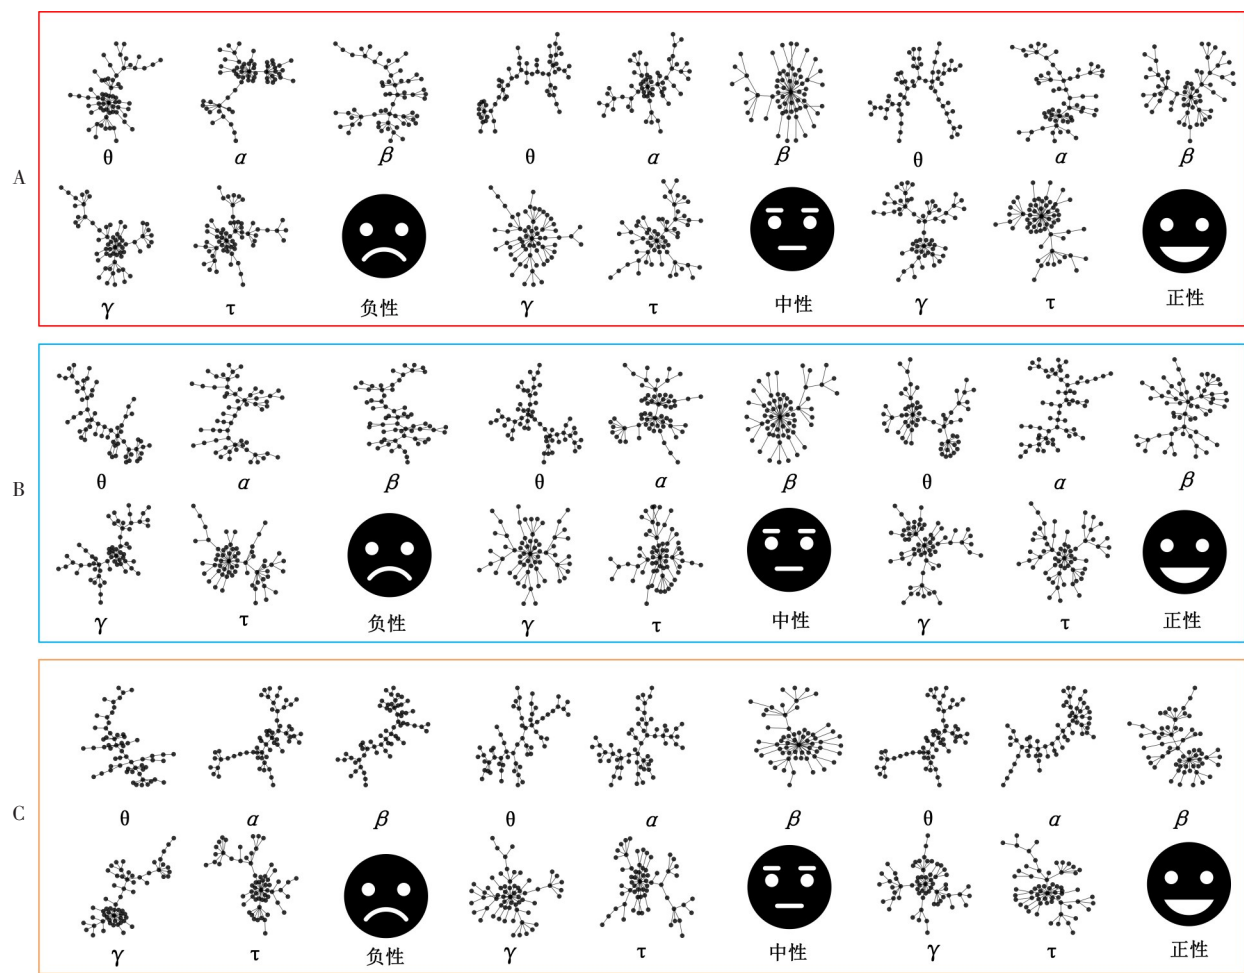 θ α β θ α β θ α β
A
γ τ 负性 γ τ 中性 γ τ 正性
θ α β θ α β θ α β
B
γ τ 负性 γ τ 中性 γ τ 正性
θ α β θ α β θ α β
C
γ τ 负性 γ τ 中性 γ τ 正性